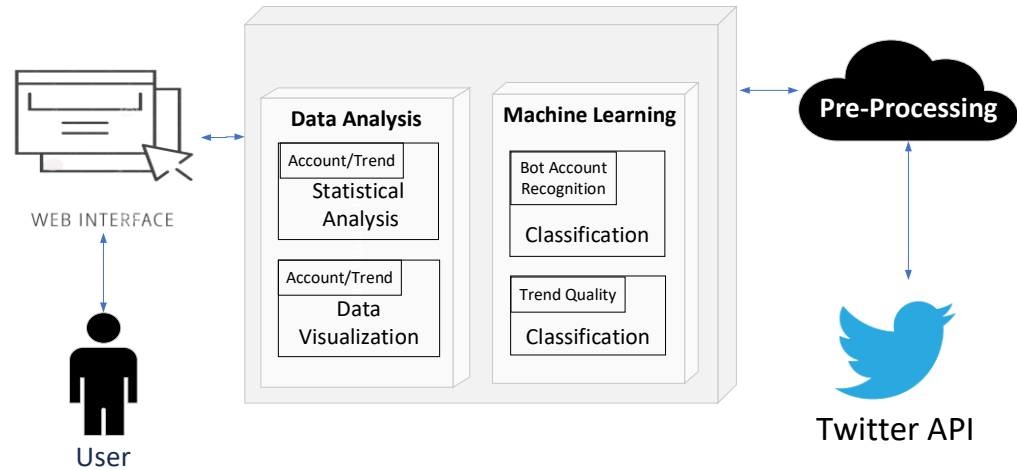 WEB INTERFACE
User
Data Analysis
Account/Trend
Statistical
Analysis
Account/Trend
Data
Visualization
Machine Learning
Bot Account
Recognition
Classification
Trend Quality
Classification
Pre-Processing
Twitter API